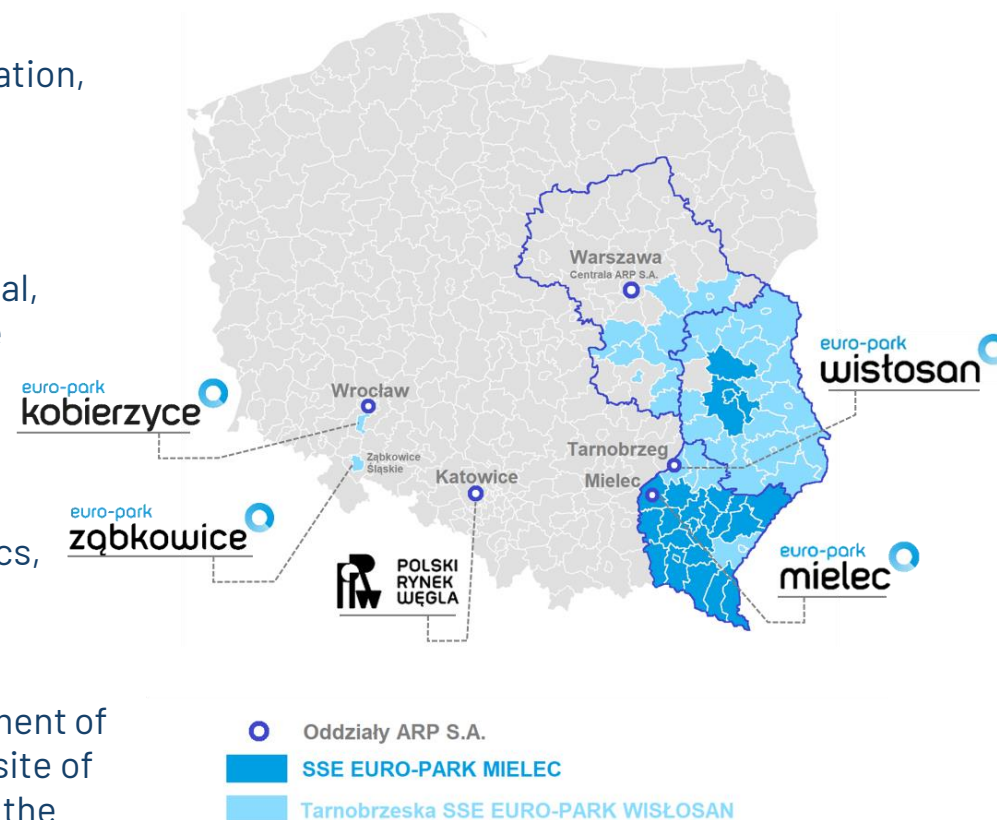 ation,
al,
cs,
ment of
site of
the
Warszawa
Centrala ARP S.A.
euro-park
wisłosan
euro-park
kobierzyce
Wrocław
Ząbkowice
Śląskie
Katowice
Tarnobrzeg
Mielec
euro-park
ząbkowice
POLSKI
RYNEK
WĘGLA
euro-park
mielec
Oddziały ARP S.A.
SSE EURO-PARK MIELEC
Tarnobrzeska SSE EURO-PARK WISŁOSAN